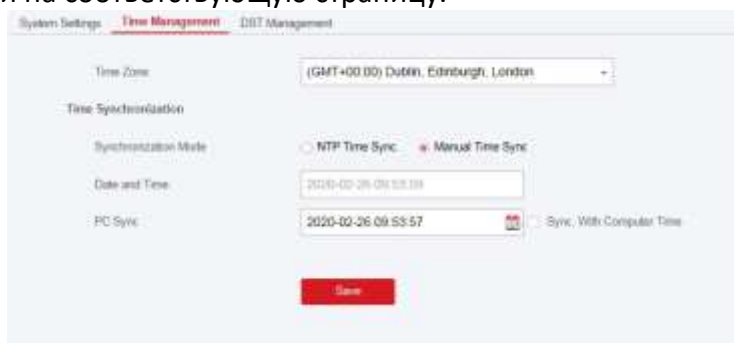 на соответствующую страницу.
System Settings Time Management DST Management
Time Zone (GMT+00:00) Dublin, Edinburgh, London
Time Synchronization
Synchronization Mode NTP Time Sync. Manual Time Sync.
Date and Time 2020-02-26 09:53:09
PC Sync. 2020-02-26 09:53:57 Sync. With Computer Time
Save